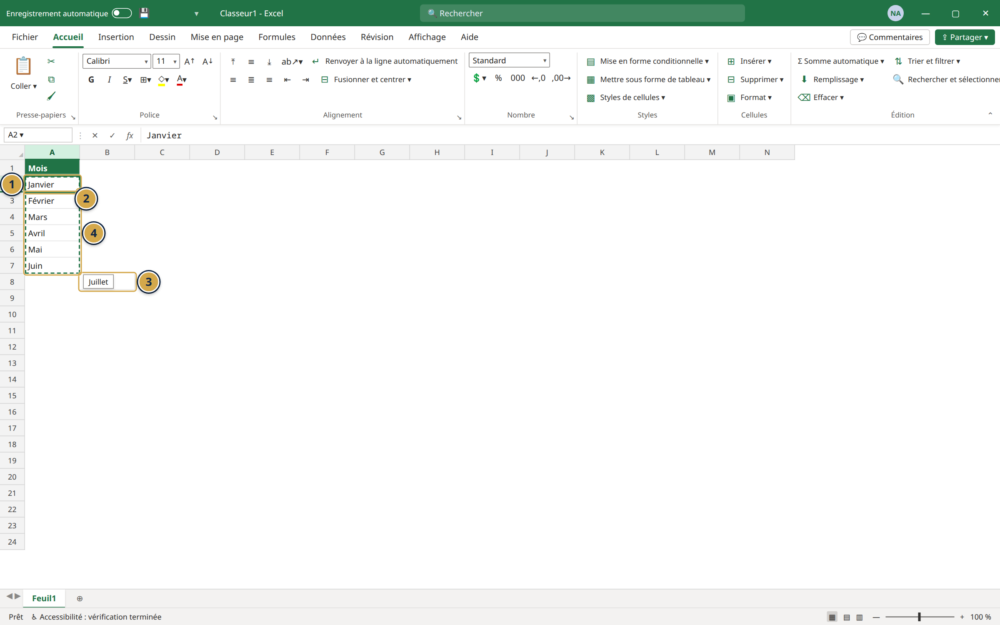 Enregistrement automatique
Classeur1 - Excel
Rechercher
NA
Fichier Accueil Insertion Dessin Mise en page Formules Données Révision Affichage Aide
Commentaires Partager
Calibri 11 A A ab Renvoyer à la ligne automatiquement Standard Mise en forme conditionnelle Insérer Σ Somme automatique Trier et filtrer
G I S A Fusionner et centrer % 000 ←,0 ,00→ Mettre sous forme de tableau Supprimer Remplissage Rechercher et sélectionner
Coller Styles de cellules Format Effacer
Presse-papiers Police Alignement Nombre Styles Cellules Édition
A2 fx Janvier
A B C D E F G H I J K L M N
1 Mois
1 Janvier
2
3 Février
4 Mars
5 Avril 4
6 Mai
7 Juin
8 Juillet 3
9
10
11
12
13
14
15
16
17
18
19
20
21
22
23
24
Feuil1
Prêt Accessibilité : vérification terminée — + 100 %